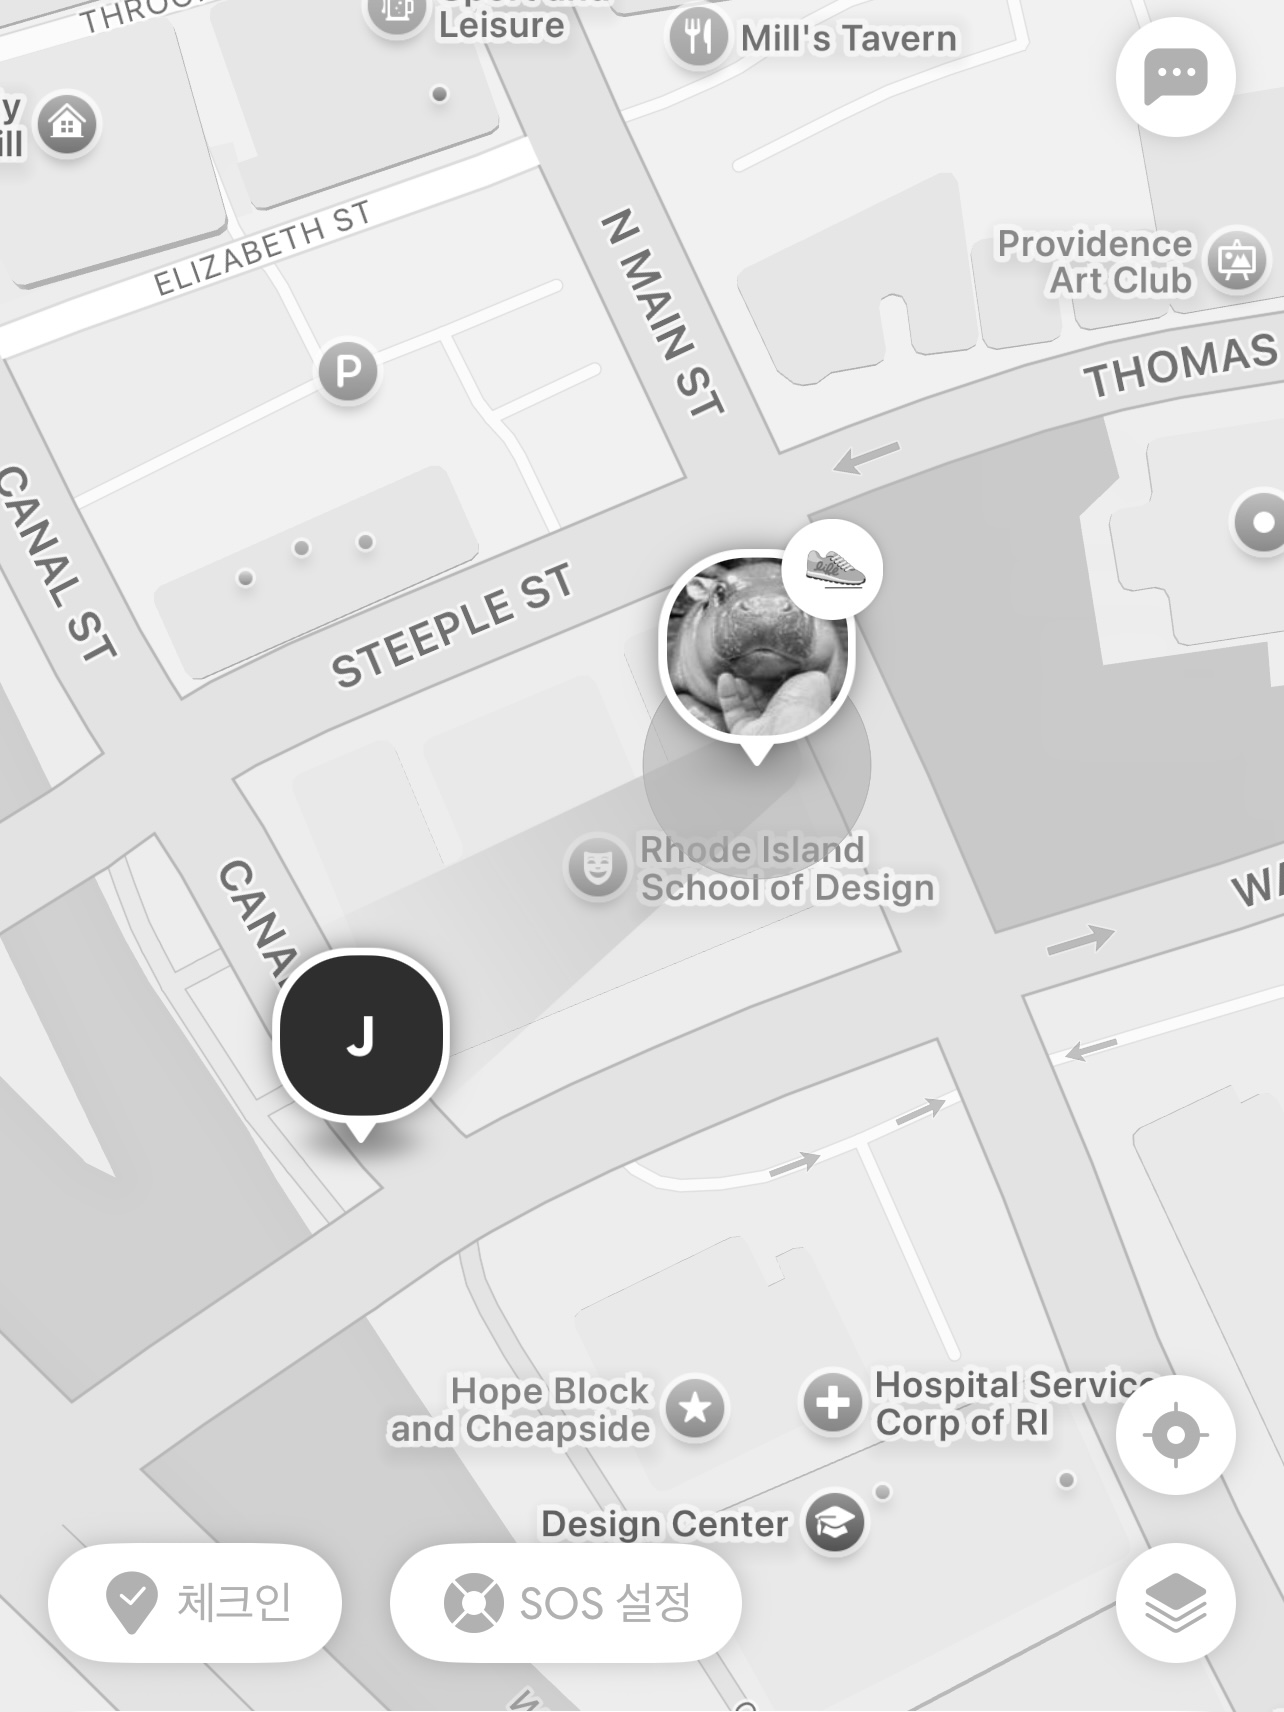 Leisure
Mill's Tavern
ELIZABETH ST
N MAIN ST
Providence
Art Club
THOMAS
P
CANAL ST
STEEPLE ST
Rhode Island
School of Design
CANAL
J
Hope Block
and Cheapside
Hospital Service
Corp of RI
Design Center
체크인
SOS 설정